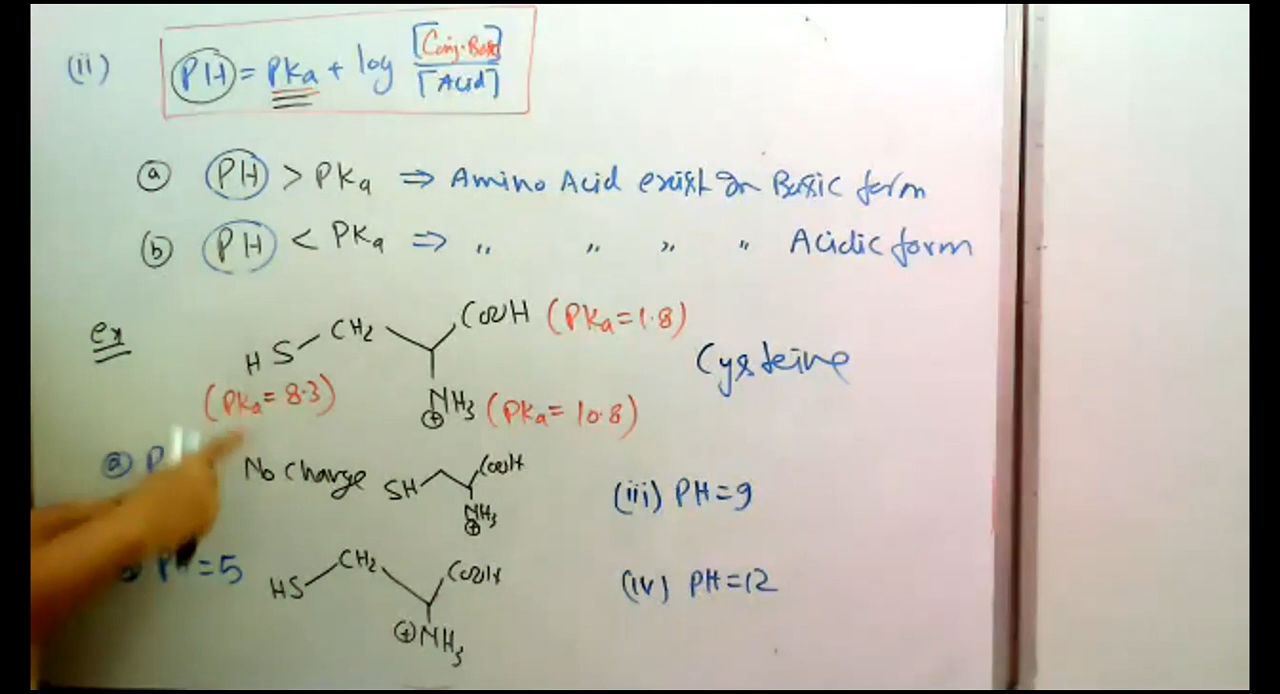 (ii) PH = PKa + log [Conj. Base] / [Acid]
(a) PH > PKa ⇒ Amino Acid exist In Basic form
(b) PH < PKa ⇒ " " " " Acidic form
ex
HS CH2 COOH (PKa = 1.8)
Cysteine
(PKa = 8.3) NH3 ⊕ (PKa = 10.8)
(a) P No Charge SH COOH NH3 ⊕
(iii) PH = 9
P = 5 HS CH2 COOH ⊕NH3
(iv) PH = 12